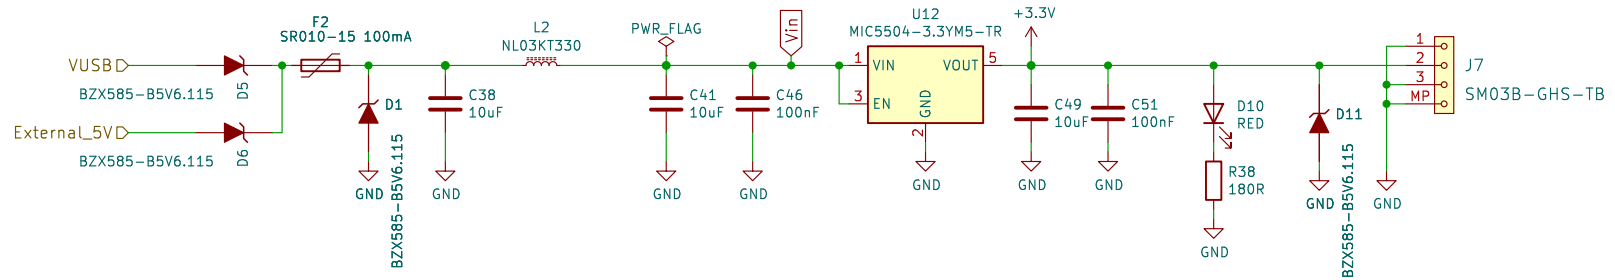 VUSB
D5
BZX585-B5V6.115
External_5V
D6
BZX585-B5V6.115
F2
SR010-15 100mA
D1
BZX585-B5V6.115
GND
C38
10uF
GND
L2
NL03KT330
PWR_FLAG
C41
10uF
GND
C46
100nF
GND
Vin
U12
MIC5504-3.3YM5-TR
1
VIN
VOUT
5
3
EN
GND
2
GND
+3.3V
C49
10uF
GND
C51
100nF
GND
D10
RED
R38
180R
GND
D11
BZX585-B5V6.115
GND
GND
1
2
3
MP
J7
SM03B-GHS-TB